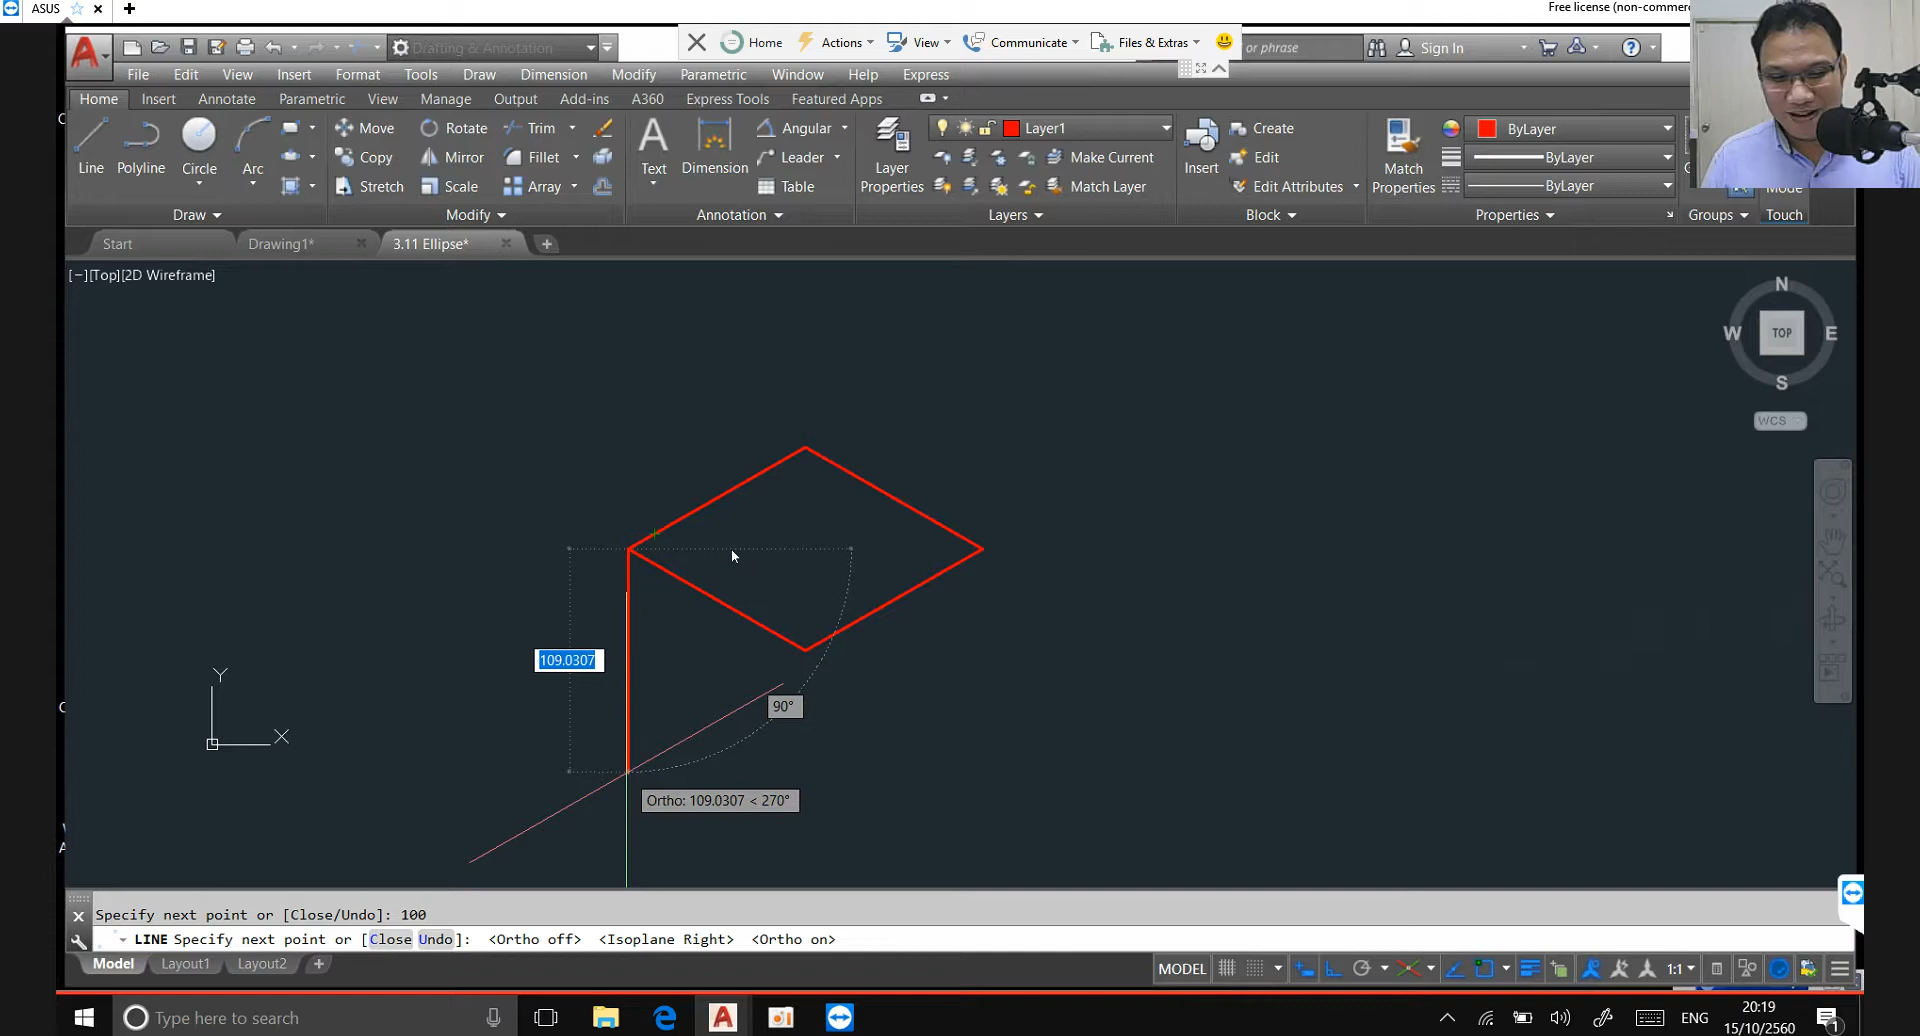 ASUS
Free license (non-commerc
Drafting & Annotation
Home
Actions
View
Communicate
Files & Extras
or phrase
Sign In
File Edit View Insert Format Tools Draw Dimension Modify Parametric Window Help Express
Home Insert Annotate Parametric View Manage Output Add-ins A360 Express Tools Featured Apps
Line
Polyline
Circle
Arc
Move
Rotate
Trim
Copy
Mirror
Fillet
Stretch
Scale
Array
Text
Dimension
Angular
Leader
Table
Layer
Properties
Layer1
Make Current
Match Layer
Insert
Create
Edit
Edit Attributes
Match
Properties
ByLayer
ByLayer
ByLayer
Mode
Draw
Modify
Annotation
Layers
Block
Properties
Groups
Touch
Start
Drawing1*
3.11 Ellipse*
[−][Top][2D Wireframe]
N
W TOP E
S
WCS
109.0307
90°
Ortho: 109.0307 < 270°
Y
X
Specify next point or [Close/Undo]: 100
LINE Specify next point or [Close Undo]: <Ortho off> <Isoplane Right> <Ortho on>
Model
Layout1
Layout2
MODEL
1:1
Type here to search
ENG
20:19
15/10/2560
1